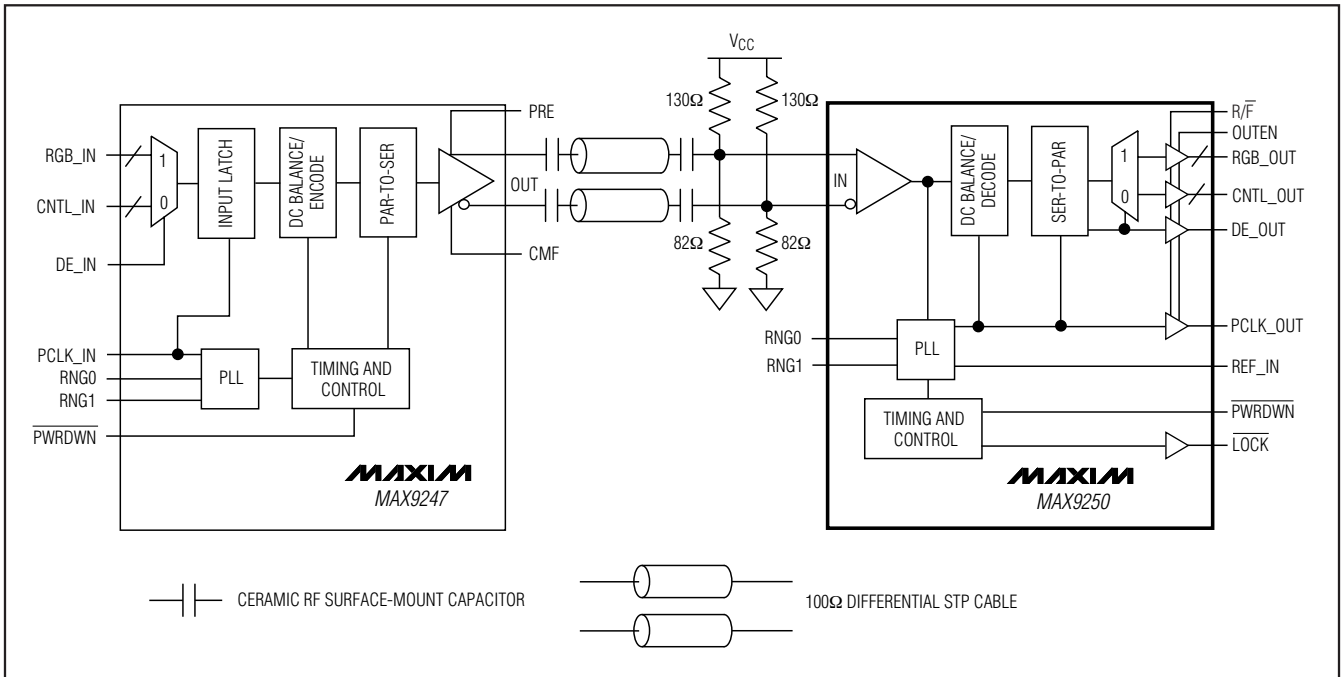 VCC
130Ω
130Ω
PRE
R/F̅
OUTEN
RGB_IN
1
0
CNTL_IN
DE_IN
INPUT LATCH
DC BALANCE/
ENCODE
PAR-TO-SER
OUT
CMF
82Ω
82Ω
IN
DC BALANCE/
DECODE
SER-TO-PAR
1
0
RGB_OUT
CNTL_OUT
DE_OUT
PCLK_IN
RNG0
RNG1
PLL
TIMING AND
CONTROL
P̅W̅R̅D̅W̅N̅
MAXIM
MAX9247
RNG0
RNG1
PLL
PCLK_OUT
REF_IN
TIMING AND
CONTROL
P̅W̅R̅D̅W̅N̅
L̅O̅C̅K̅
MAXIM
MAX9250
CERAMIC RF SURFACE-MOUNT CAPACITOR
100Ω DIFFERENTIAL STP CABLE